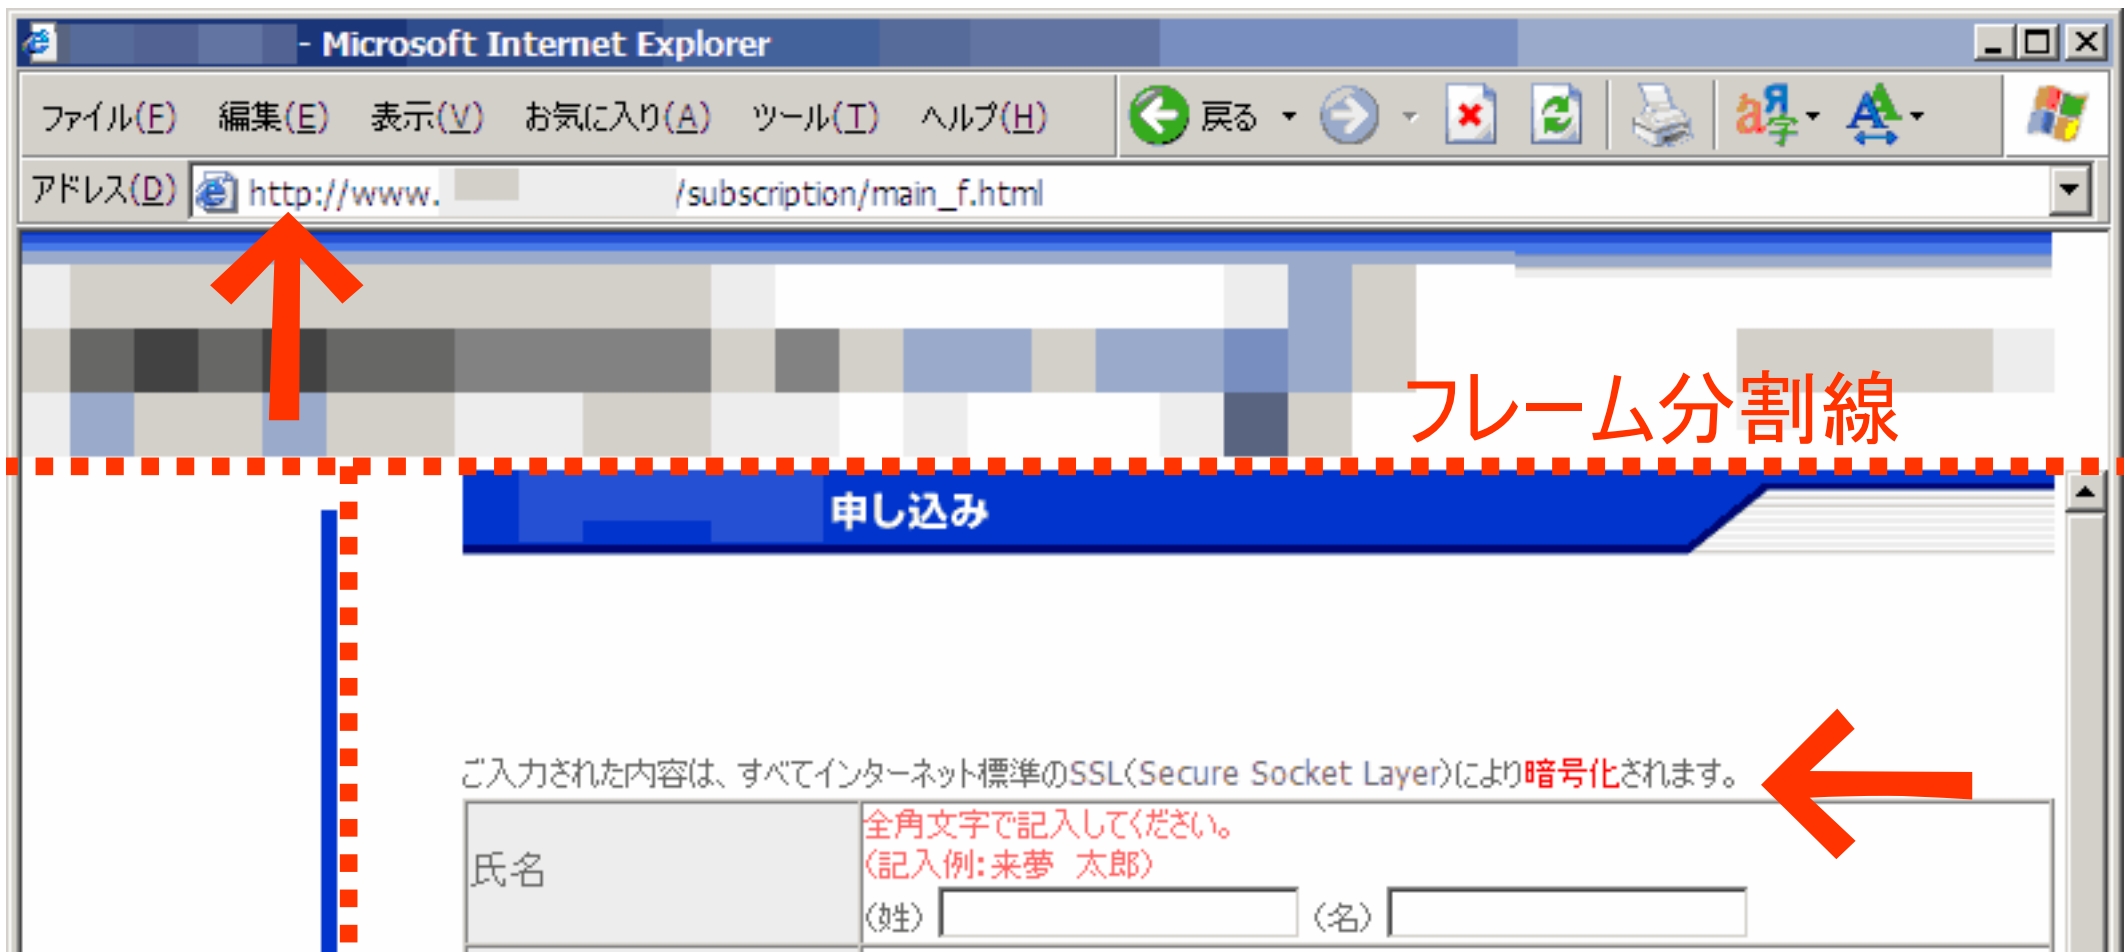 - Microsoft Internet Explorer
ファイル(F) 編集(E) 表示(V) お気に入り(A) ツール(T) ヘルプ(H) 戻る
アドレス(D) http://www. /subscription/main_f.html
フレーム分割線
申し込み
ご入力された内容は、すべてインターネット標準のSSL(Secure Socket Layer)により暗号化されます。
氏名
全角文字で記入してください。
(記入例:来夢 太郎)
(姓) (名)